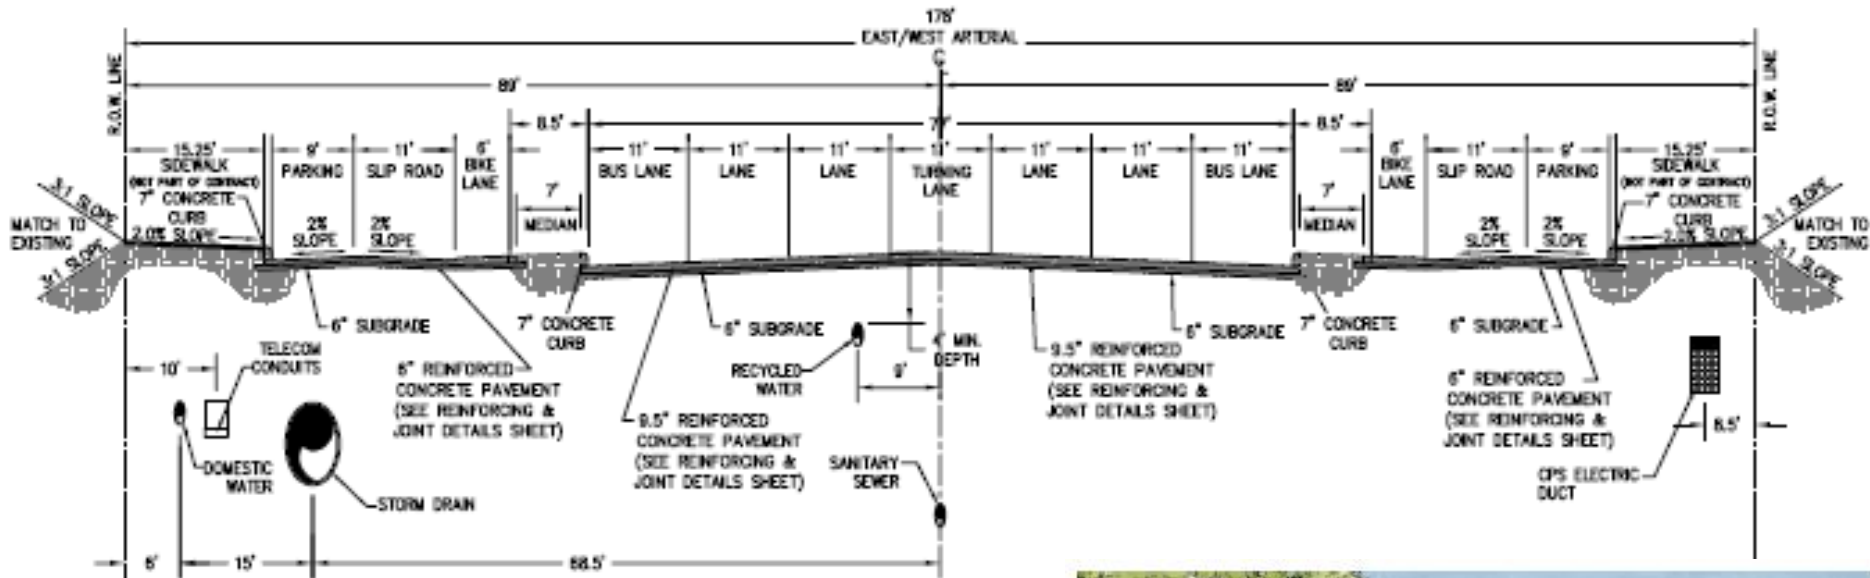 178'
EAST/WEST ARTERIAL
R.O.W. LINE
89'
89'
R.O.W. LINE
8.5'
77'
8.5'
15.25'
SIDEWALK
(NOT PART OF CONTRACT)
9'
PARKING
11'
SLIP ROAD
6'
BIKE
LANE
7'
MEDIAN
11'
BUS LANE
11'
LANE
11'
LANE
11'
TURNING
LANE
11'
LANE
11'
LANE
11'
BUS LANE
7'
MEDIAN
6'
BIKE
LANE
11'
SLIP ROAD
9'
PARKING
15.25'
SIDEWALK
(NOT PART OF CONTRACT)
3:1 SLOPE
MATCH TO
EXISTING
3:1 SLOPE
7" CONCRETE
CURB
2.0% SLOPE
2%
SLOPE
2%
SLOPE
2%
SLOPE
2%
SLOPE
7" CONCRETE
CURB
2.0% SLOPE
3:1 SLOPE
MATCH TO
EXISTING
3:1 SLOPE
6" SUBGRADE
7" CONCRETE
CURB
6" SUBGRADE
4' MIN.
DEPTH
6" SUBGRADE
7" CONCRETE
CURB
6" SUBGRADE
10'
TELECOM
CONDUITS
6" REINFORCED
CONCRETE PAVEMENT
(SEE REINFORCING &
JOINT DETAILS SHEET)
RECYCLED
WATER
9'
9.5" REINFORCED
CONCRETE PAVEMENT
(SEE REINFORCING &
JOINT DETAILS SHEET)
6" REINFORCED
CONCRETE PAVEMENT
(SEE REINFORCING &
JOINT DETAILS SHEET)
9.5" REINFORCED
CONCRETE PAVEMENT
(SEE REINFORCING &
JOINT DETAILS SHEET)
DOMESTIC
WATER
STORM DRAIN
SANITARY
SEWER
CPS ELECTRIC
DUCT
6'
15'
68.5'